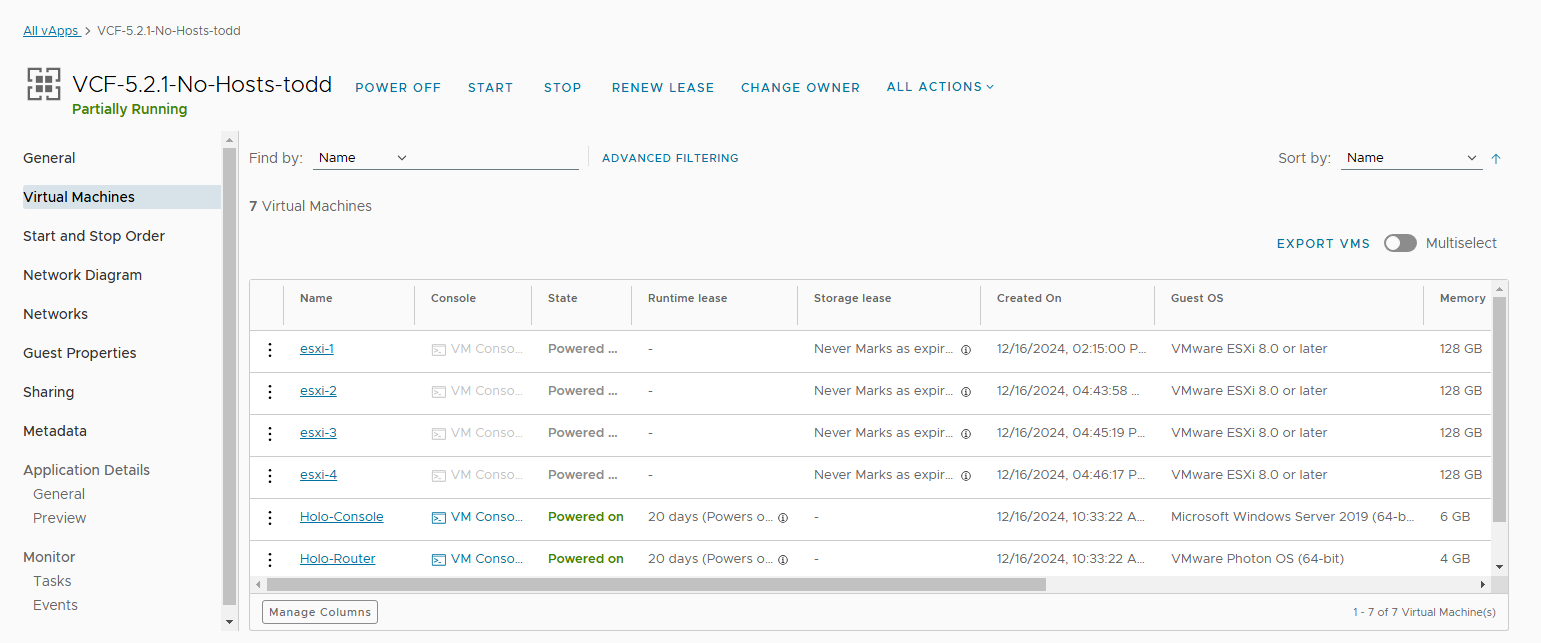 All vApps > VCF-5.2.1-No-Hosts-todd
VCF-5.2.1-No-Hosts-todd POWER OFF START STOP RENEW LEASE CHANGE OWNER ALL ACTIONS
Partially Running
General
Virtual Machines
Start and Stop Order
Network Diagram
Networks
Guest Properties
Sharing
Metadata
Application Details
General
Preview
Monitor
Tasks
Events
Find by: Name ADVANCED FILTERING Sort by: Name
7 Virtual Machines
EXPORT VMS Multiselect
Name Console State Runtime lease Storage lease Created On Guest OS Memory
esxi-1 VM Conso... Powered ... - Never Marks as expir... 12/16/2024, 02:15:00 P... VMware ESXi 8.0 or later 128 GB
esxi-2 VM Conso... Powered ... - Never Marks as expir... 12/16/2024, 04:43:58 ... VMware ESXi 8.0 or later 128 GB
esxi-3 VM Conso... Powered ... - Never Marks as expir... 12/16/2024, 04:45:19 P... VMware ESXi 8.0 or later 128 GB
esxi-4 VM Conso... Powered ... - Never Marks as expir... 12/16/2024, 04:46:17 P... VMware ESXi 8.0 or later 128 GB
Holo-Console VM Conso... Powered on 20 days (Powers o... - 12/16/2024, 10:33:22 A... Microsoft Windows Server 2019 (64-b... 6 GB
Holo-Router VM Conso... Powered on 20 days (Powers o... - 12/16/2024, 10:33:22 A... VMware Photon OS (64-bit) 4 GB
Manage Columns 1 - 7 of 7 Virtual Machine(s)